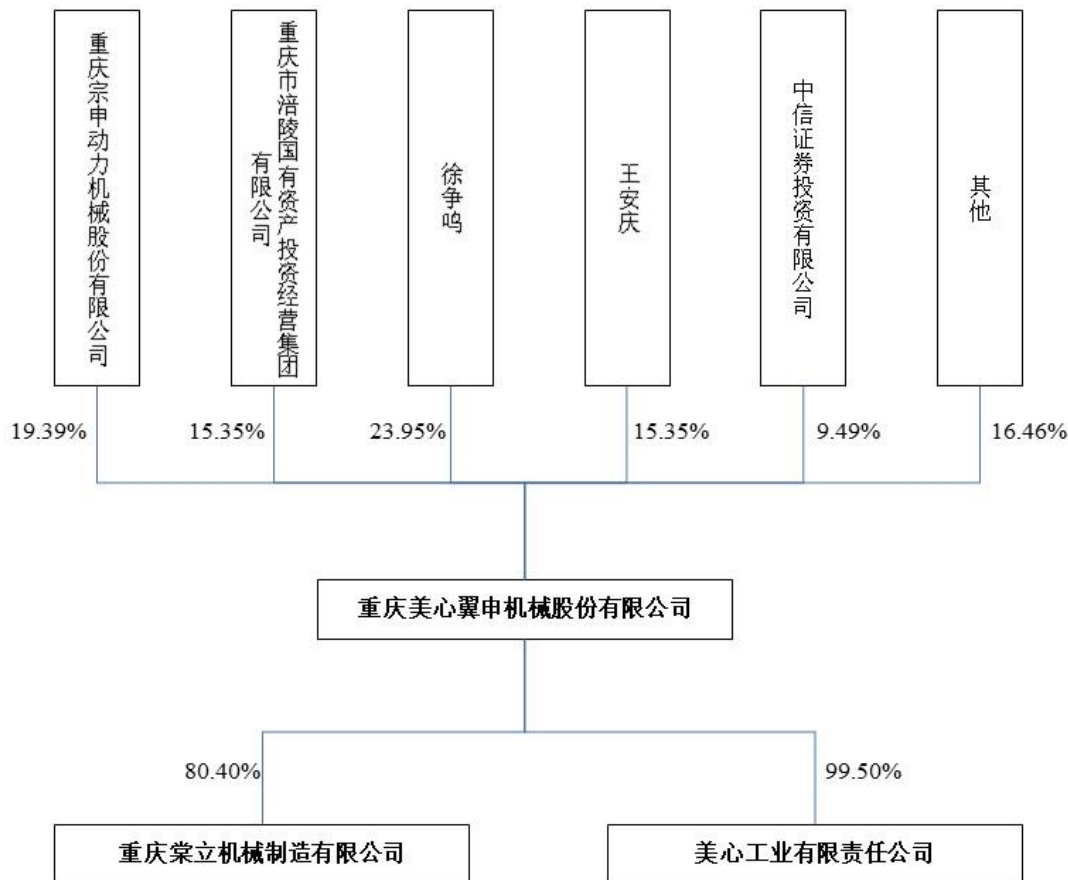 重庆宗申动力机械股份有限公司
重庆市涪陵国有资产投资经营集团
有限公司
徐争鸣
王安庆
中信证券投资有限公司
其他
19.39%
15.35%
23.95%
15.35%
9.49%
16.46%
重庆美心翼申机械股份有限公司
80.40%
99.50%
重庆棠立机械制造有限公司
美心工业有限责任公司